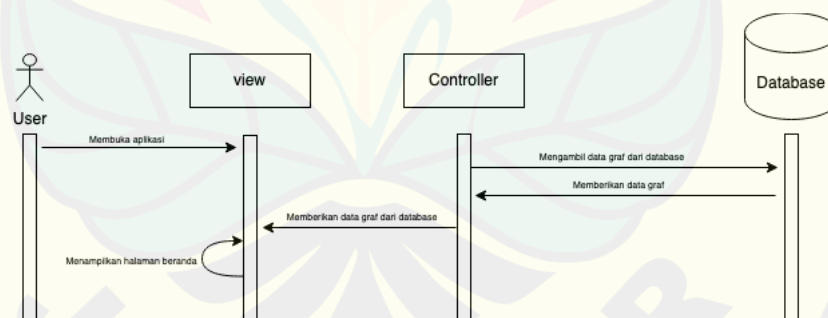 view
Controller
Database
User
Membuka aplikasi
Mengambil data graf dari database
Memberikan data graf
Memberikan data graf dari database
Menampilkan halaman beranda